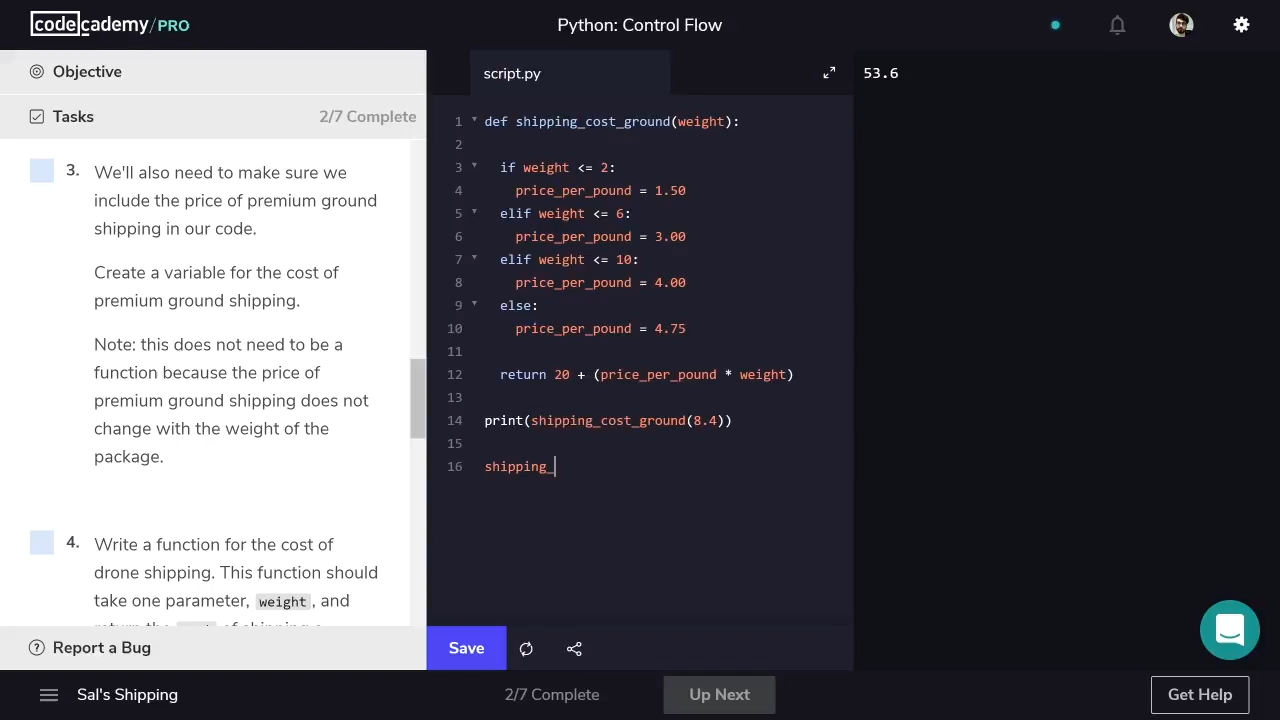 codecademy/PRO
Python: Control Flow
Objective
Tasks
2/7 Complete
3. We'll also need to make sure we
include the price of premium ground
shipping in our code.
Create a variable for the cost of
premium ground shipping.
Note: this does not need to be a
function because the price of
premium ground shipping does not
change with the weight of the
package.
4. Write a function for the cost of
drone shipping. This function should
take one parameter, weight, and
Report a Bug
script.py
1 def shipping_cost_ground(weight):
2
3 if weight <= 2:
4 price_per_pound = 1.50
5 elif weight <= 6:
6 price_per_pound = 3.00
7 elif weight <= 10:
8 price_per_pound = 4.00
9 else:
10 price_per_pound = 4.75
11
12 return 20 + (price_per_pound * weight)
13
14 print(shipping_cost_ground(8.4))
15
16 shipping_
Save
53.6
Sal's Shipping
2/7 Complete
Up Next
Get Help